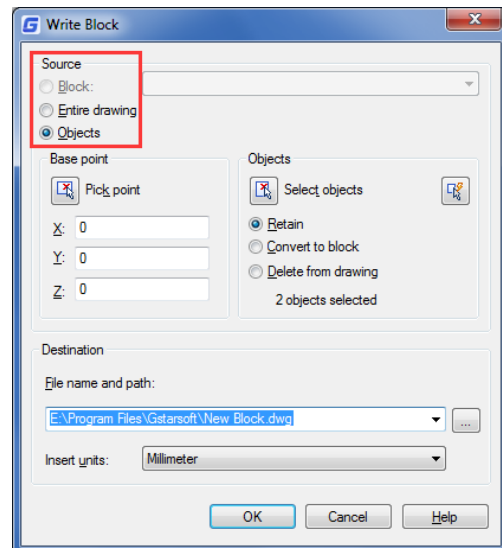 Write Block
Source
Block:
Entire drawing
Objects
Base point
Pick point
X: 0
Y: 0
Z: 0
Objects
Select objects
Retain
Convert to block
Delete from drawing
2 objects selected
Destination
File name and path:
E:\Program Files\Gstarsoft\New Block.dwg
...
Insert units: Millimeter
OK Cancel Help